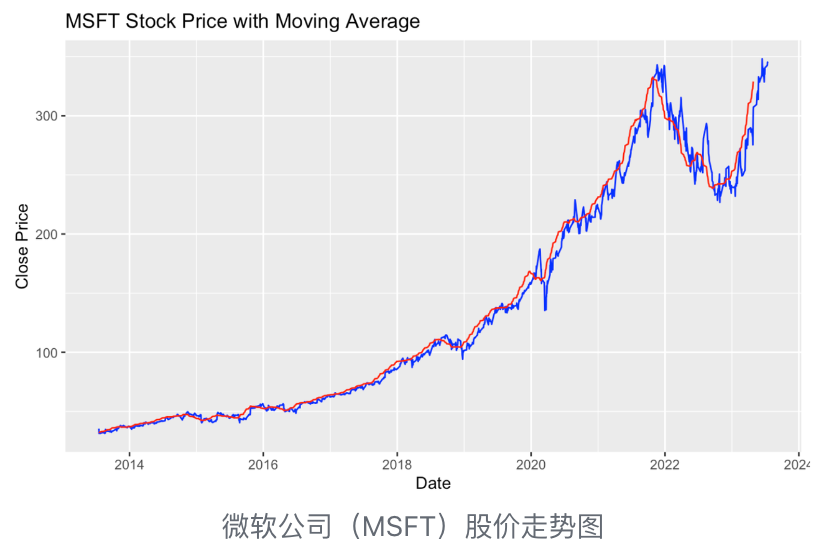 MSFT Stock Price with Moving Average
300
200
100
Close Price
2014 2016 2018 2020 2022 2024
Date
微软公司（MSFT）股价走势图